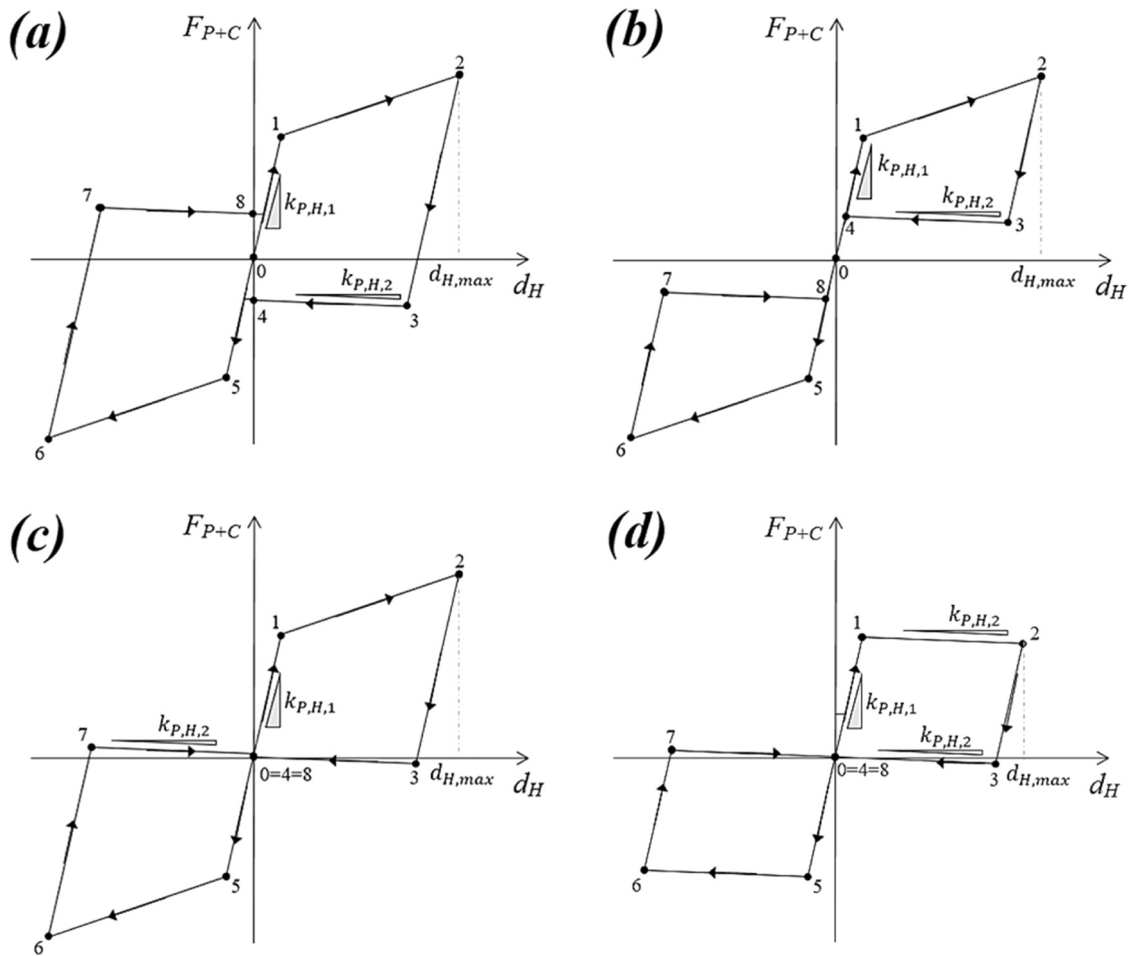 (a)
F_{P+C}
2
1
7
8
k_{P,H,1}
0
k_{P,H,2}
d_{H,max}
d_H
4
3
5
6
(b)
F_{P+C}
2
1
k_{P,H,1}
k_{P,H,2}
4
3
0
d_{H,max}
d_H
7
8
5
6
(c)
F_{P+C}
2
1
k_{P,H,1}
7
k_{P,H,2}
0=4=8
3
d_{H,max}
d_H
5
6
(d)
F_{P+C}
k_{P,H,2}
1
2
k_{P,H,1}
7
k_{P,H,2}
0=4=8
3
d_{H,max}
d_H
6
5